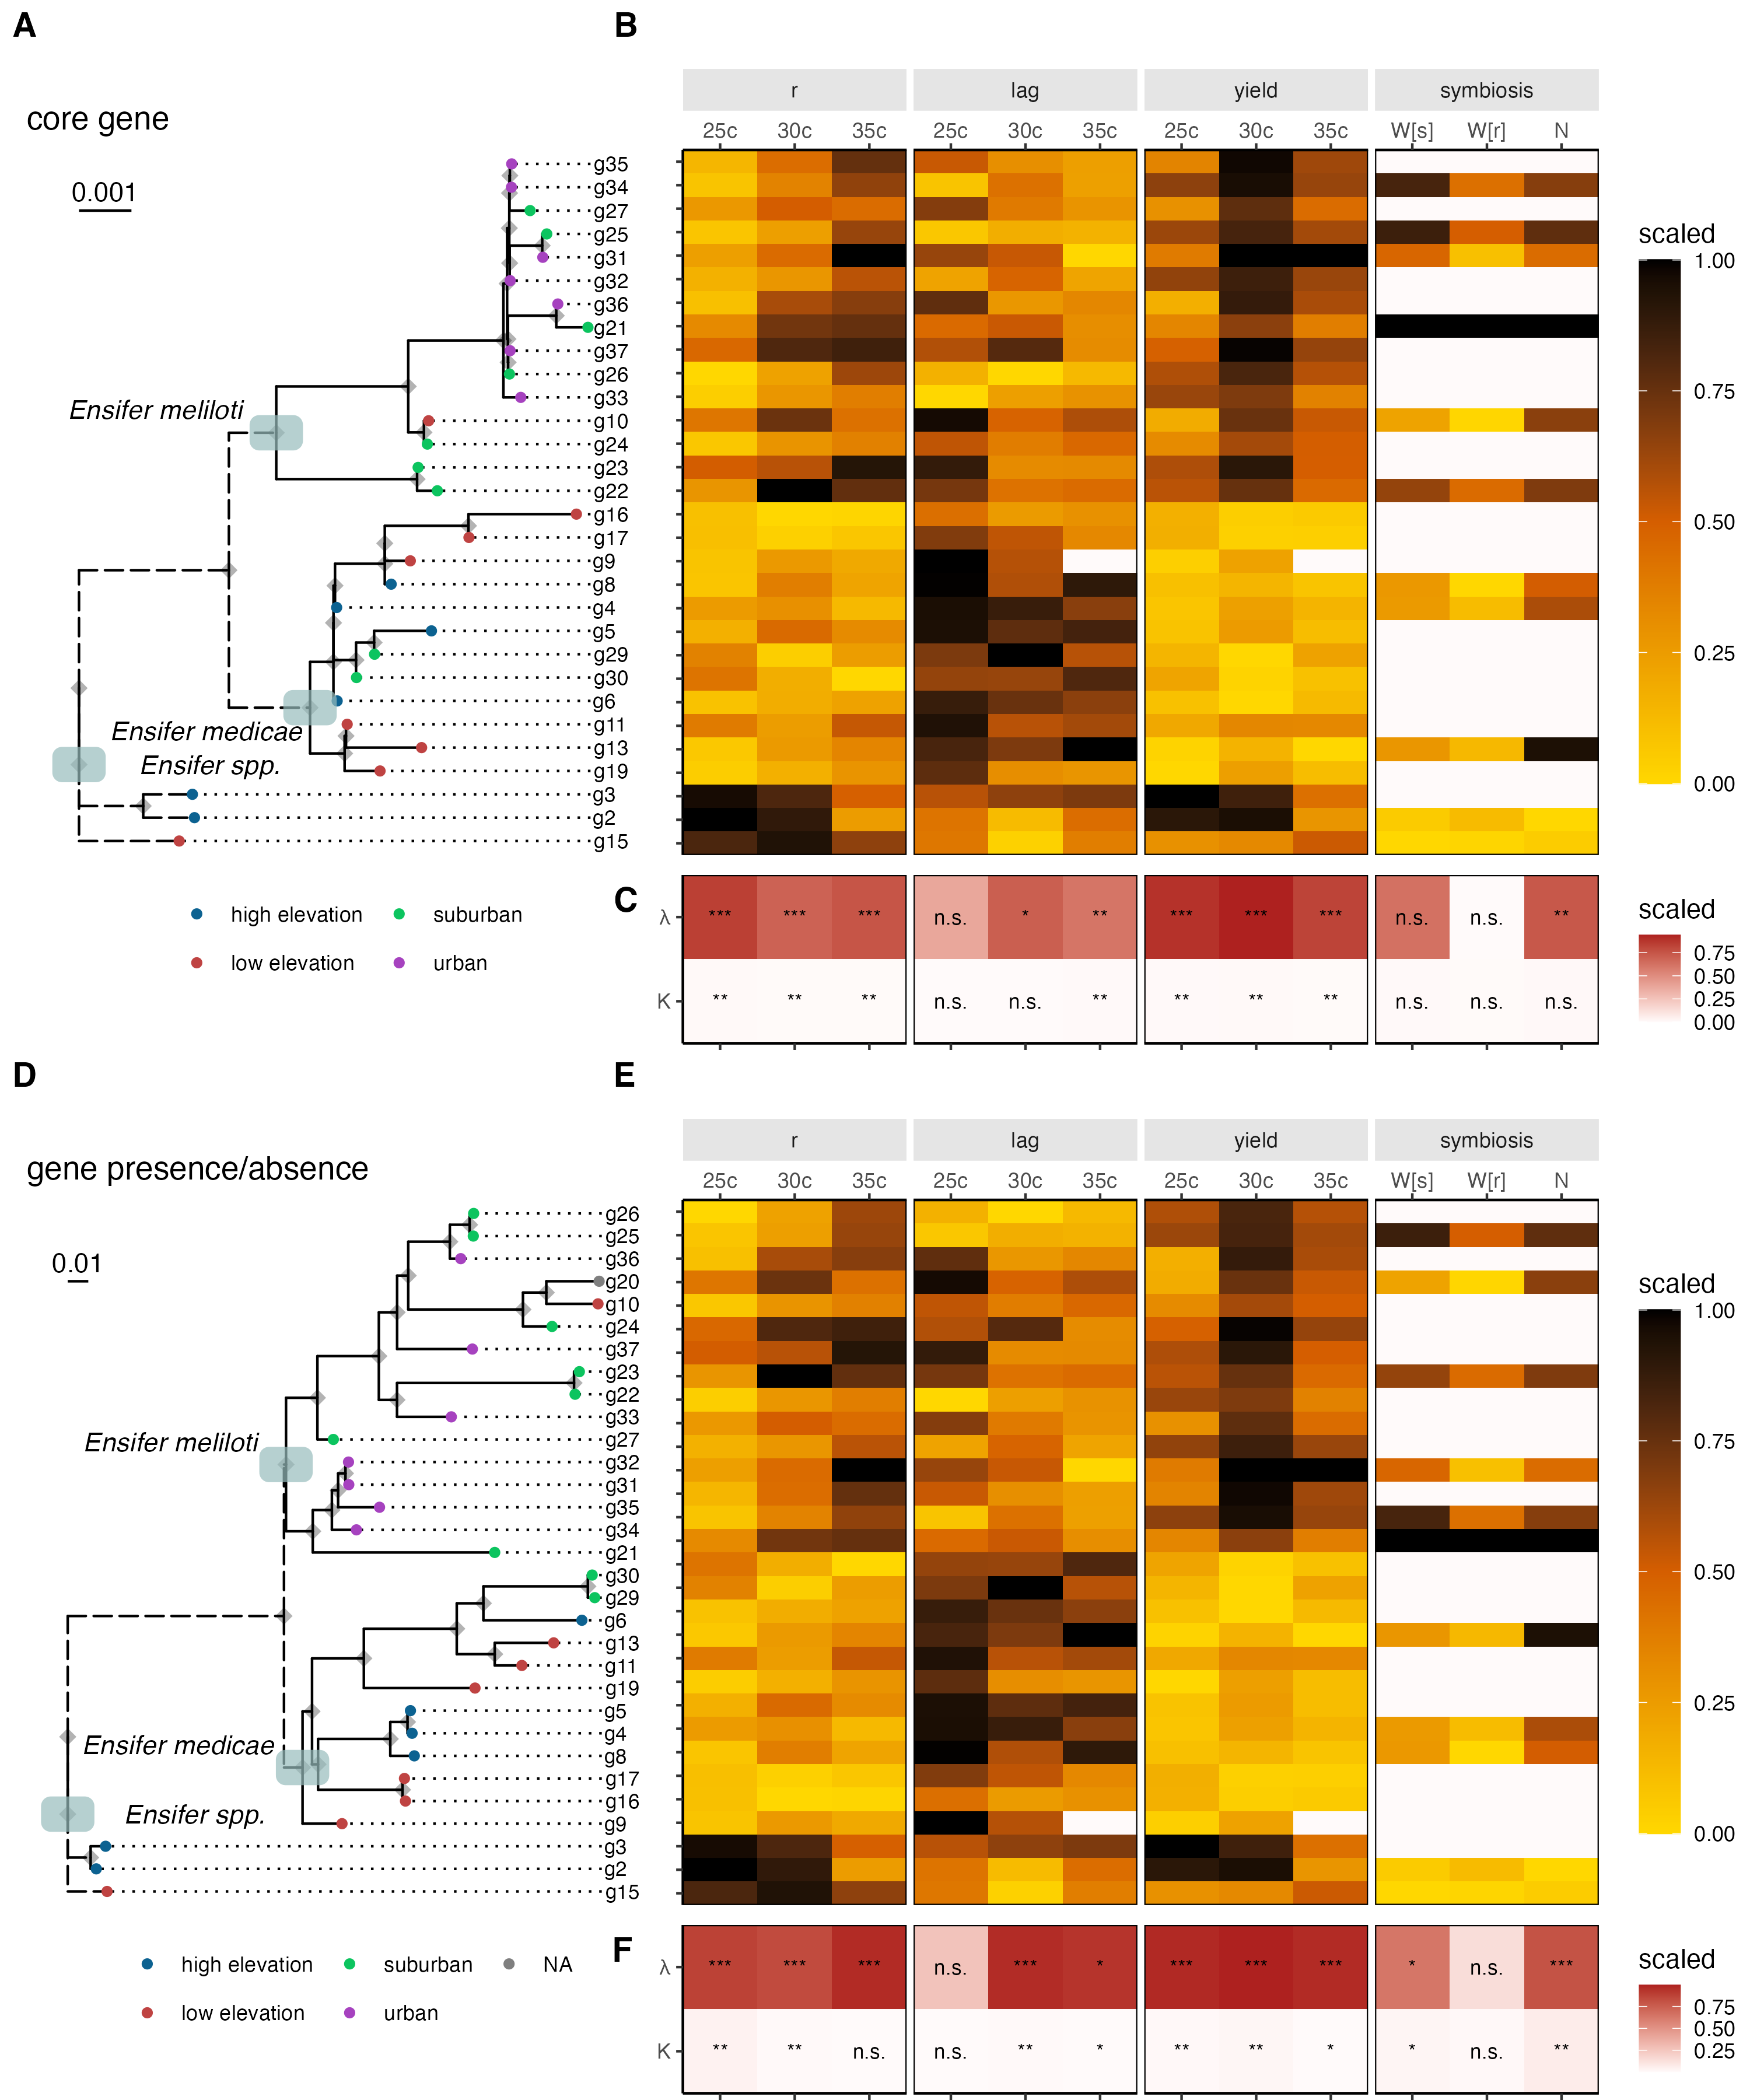 A
B
core gene
0.001
r
lag
yield
symbiosis
25c 30c 35c 25c 30c 35c 25c 30c 35c W[s] W[r] N
g35
g34
g27
g25
g31
g32
g36
g21
g37
g26
g33
g10
g24
g23
g22
g16
g17
g9
g8
g4
g5
g29
g30
g6
g11
g13
g19
g3
g2
g15
Ensifer meliloti
Ensifer medicae
Ensifer spp.
scaled
1.00
0.75
0.50
0.25
0.00
high elevation
suburban
low elevation
urban
C
λ *** *** *** n.s. * ** *** *** *** n.s. n.s. **
K ** ** ** n.s. n.s. ** ** ** ** n.s. n.s. n.s.
scaled
0.75
0.50
0.25
0.00
D
E
gene presence/absence
0.01
r
lag
yield
symbiosis
25c 30c 35c 25c 30c 35c 25c 30c 35c W[s] W[r] N
g26
g25
g36
g20
g10
g24
g37
g23
g22
g33
g27
g32
g31
g35
g34
g21
g30
g29
g6
g13
g11
g19
g5
g4
g8
g17
g16
g9
g3
g2
g15
Ensifer meliloti
Ensifer medicae
Ensifer spp.
scaled
1.00
0.75
0.50
0.25
0.00
high elevation
suburban
NA
low elevation
urban
F
λ *** *** *** n.s. *** * *** *** *** * n.s. ***
K ** ** n.s. n.s. ** * ** ** * * n.s. **
scaled
0.75
0.50
0.25